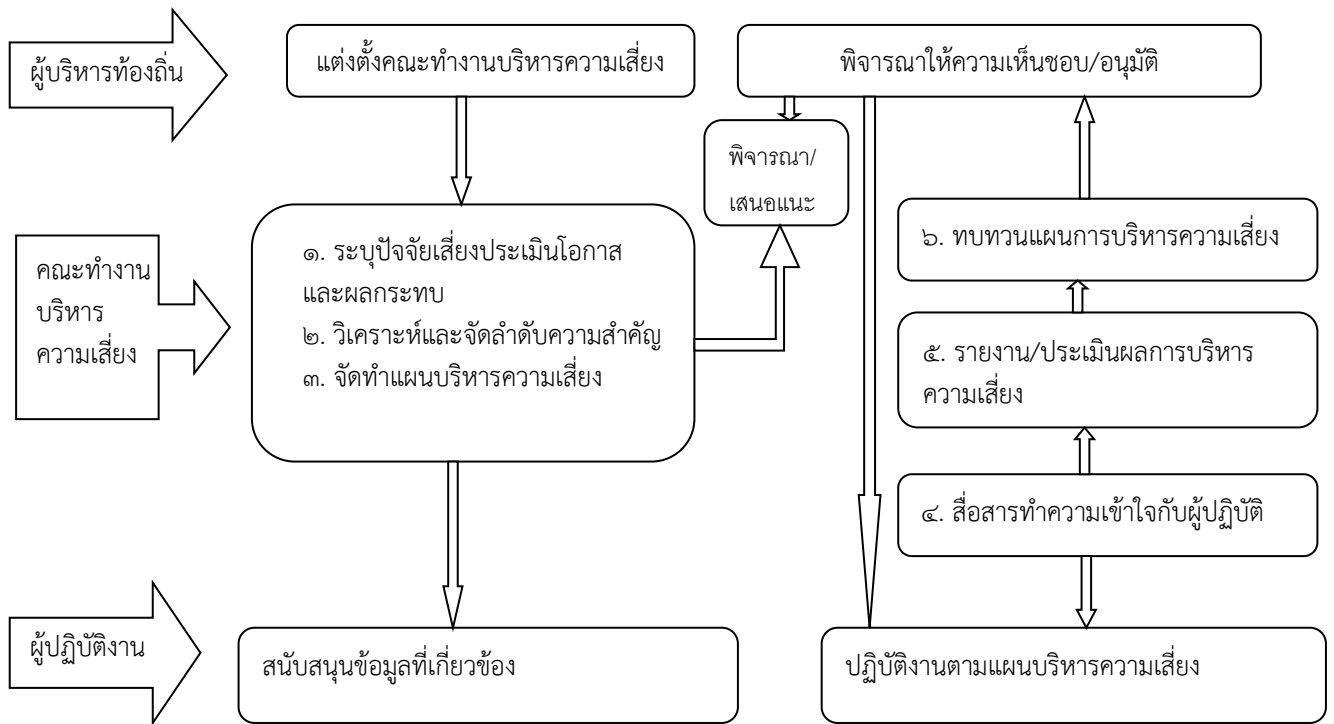 ผู้บริหารท้องถิ่น
แต่งตั้งคณะทำงานบริหารความเสี่ยง
พิจารณาให้ความเห็นชอบ/อนุมัติ
พิจารณา/
เสนอแนะ
คณะทำงาน
บริหาร
ความเสี่ยง
๑. ระบุปัจจัยเสี่ยงประเมินโอกาส
และผลกระทบ
๒. วิเคราะห์และจัดลำดับความสำคัญ
๓. จัดทำแผนบริหารความเสี่ยง
๖. ทบทวนแผนการบริหารความเสี่ยง
๕. รายงาน/ประเมินผลการบริหาร
ความเสี่ยง
๔. สื่อสารทำความเข้าใจกับผู้ปฏิบัติ
ผู้ปฏิบัติงาน
สนับสนุนข้อมูลที่เกี่ยวข้อง
ปฏิบัติงานตามแผนบริหารความเสี่ยง